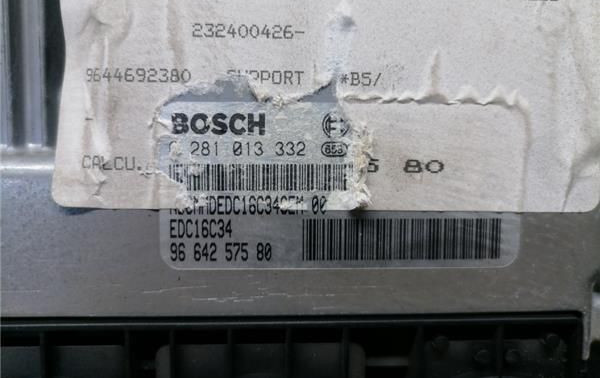 232400426-
9644692380 SUPPORT *B5/
-
BOSCH
0 281 013 332
CALCU. 5 80
EDC16C34
96 642 575 80